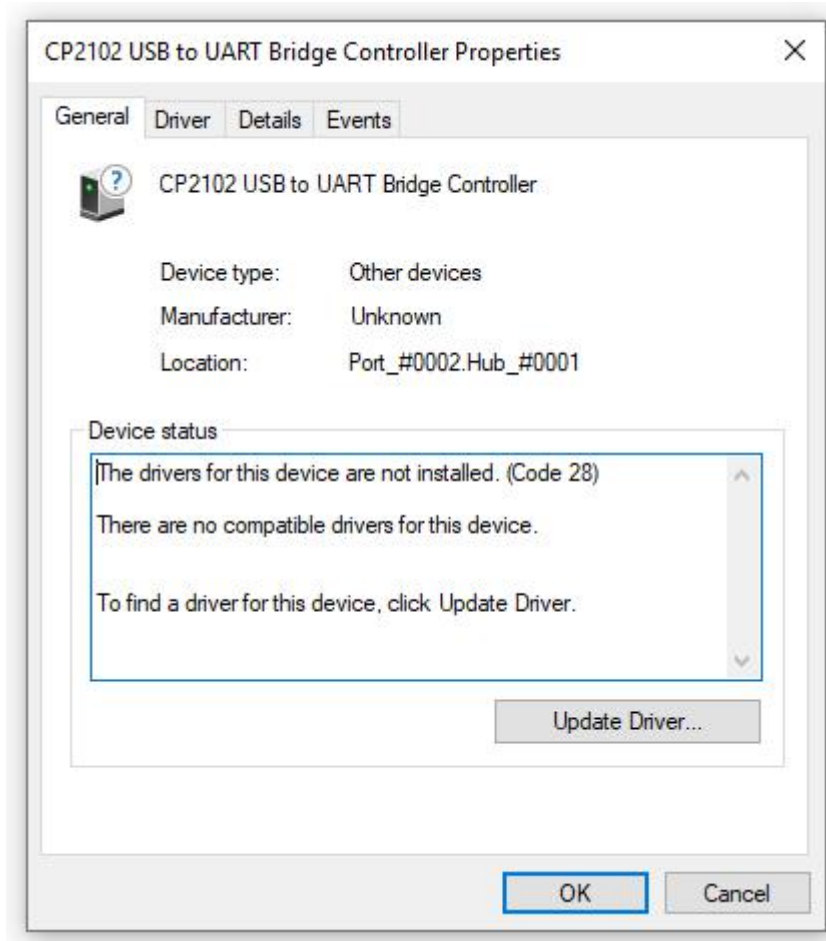 CP2102 USB to UART Bridge Controller Properties
General Driver Details Events
?
CP2102 USB to UART Bridge Controller
Device type: Other devices
Manufacturer: Unknown
Location: Port_#0002.Hub_#0001
Device status
The drivers for this device are not installed. (Code 28)
There are no compatible drivers for this device.
To find a driver for this device, click Update Driver.
Update Driver...
OK Cancel